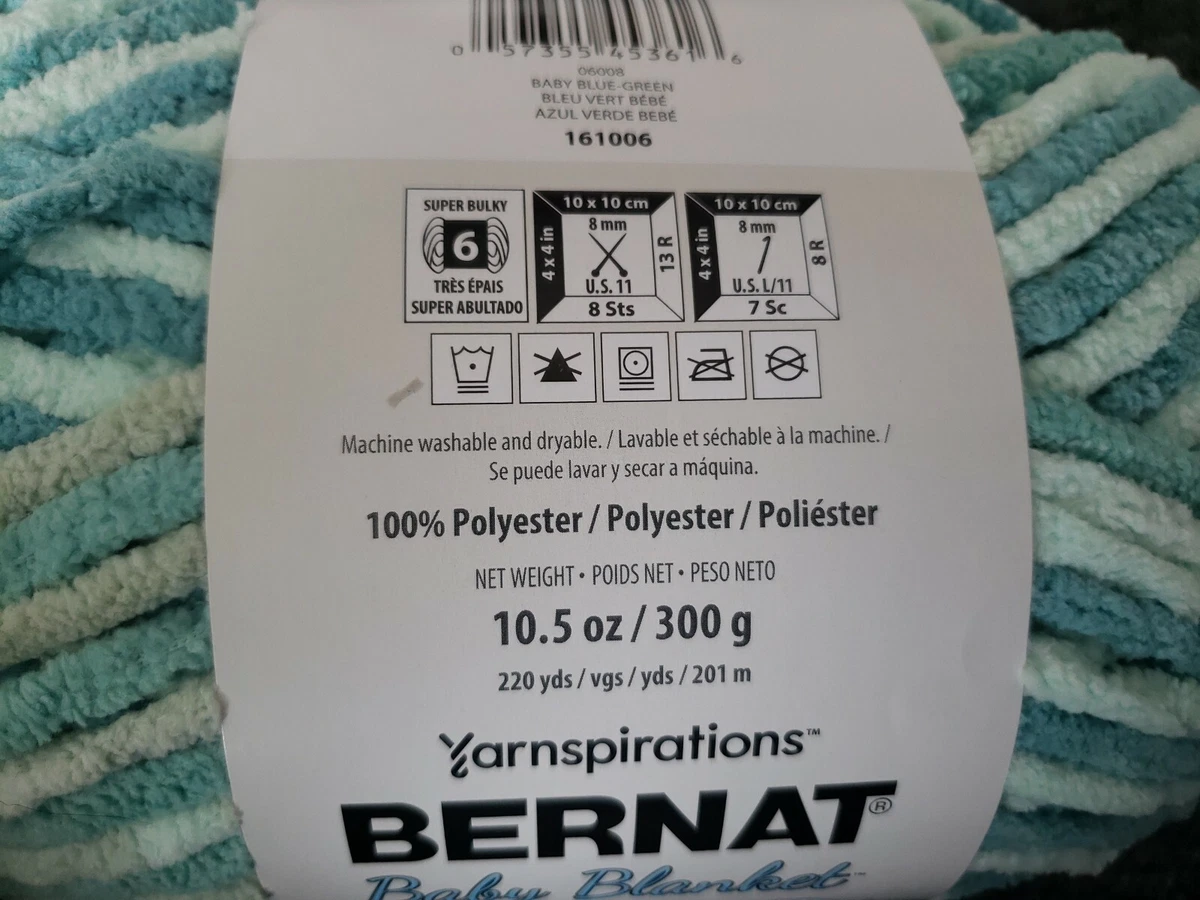 0 57355 45361 6
06008
BABY BLUE-GREEN
BLEU VERT BÉBÉ
AZUL VERDE BEBÉ
161006
SUPER BULKY
6
TRÈS ÉPAIS
SUPER ABULTADO
10 x 10 cm
4 x 4 in
8 mm
13 R
U.S. 11
8 Sts
10 x 10 cm
4 x 4 in
8 mm
8 R
U.S. L/11
7 Sc
Machine washable and dryable. / Lavable et séchable à la machine. /
Se puede lavar y secar a máquina.
100% Polyester / Polyester / Poliéster
NET WEIGHT • POIDS NET • PESO NETO
10.5 oz / 300 g
220 yds / vgs / yds / 201 m
Yarnspirations™
BERNAT®
Baby Blanket™